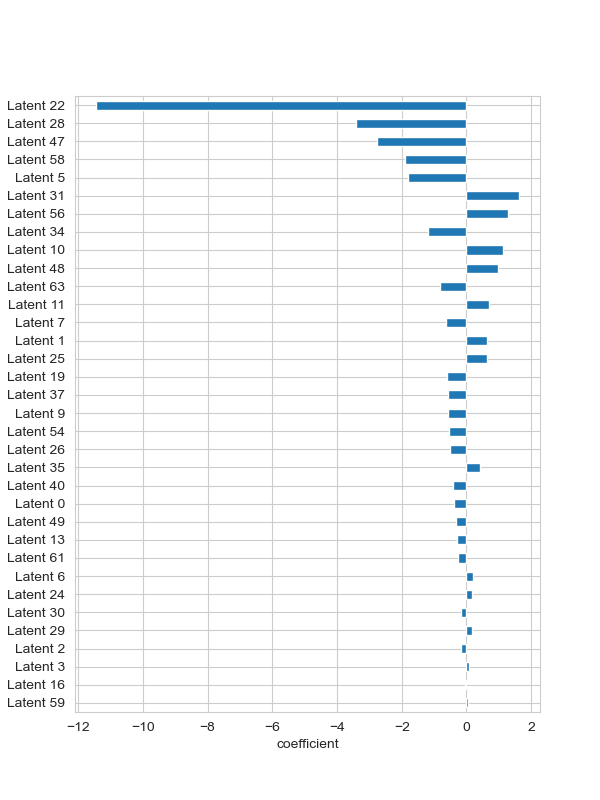 Latent 22
Latent 28
Latent 47
Latent 58
Latent 5
Latent 31
Latent 56
Latent 34
Latent 10
Latent 48
Latent 63
Latent 11
Latent 7
Latent 1
Latent 25
Latent 19
Latent 37
Latent 9
Latent 54
Latent 26
Latent 35
Latent 40
Latent 0
Latent 49
Latent 13
Latent 61
Latent 6
Latent 24
Latent 30
Latent 29
Latent 2
Latent 3
Latent 16
Latent 59
−12 −10 −8 −6 −4 −2 0 2
coefficient